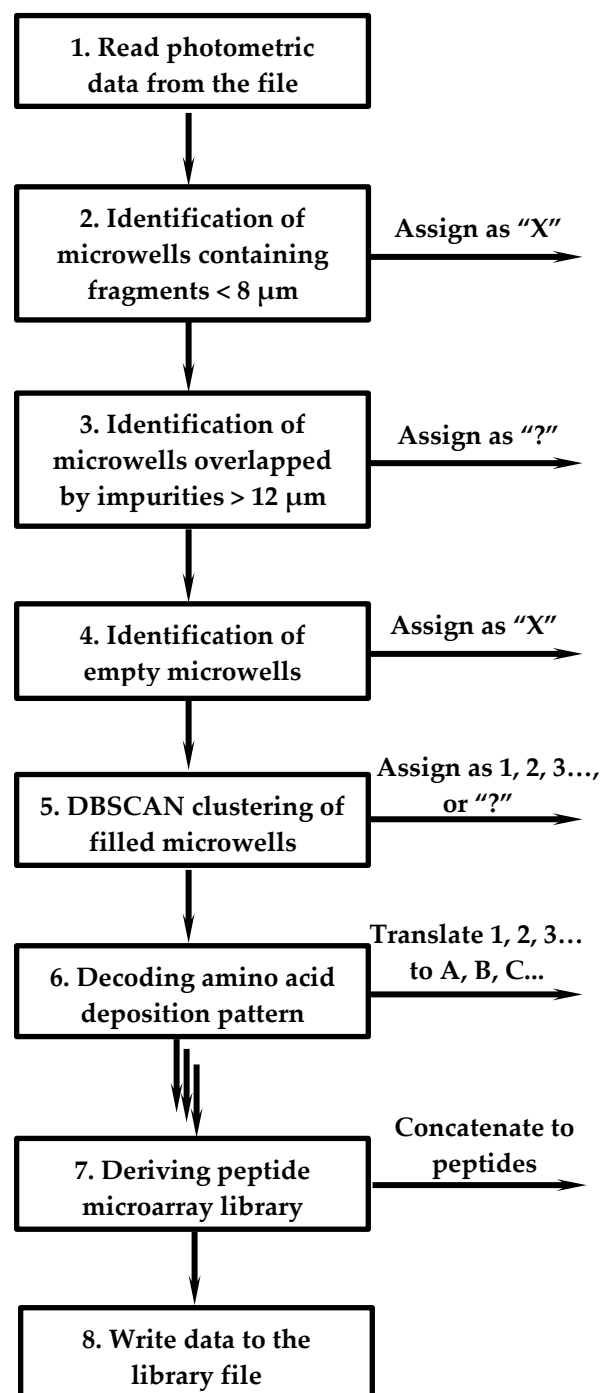 1. Read photometric
data from the file
2. Identification of
microwells containing
fragments < 8 μm
Assign as “X”
3. Identification of
microwells overlapped
by impurities > 12 μm
Assign as “?”
4. Identification of
empty microwells
Assign as “X”
5. DBSCAN clustering of
filled microwells
Assign as 1, 2, 3…,
or “?”
6. Decoding amino acid
deposition pattern
Translate 1, 2, 3…
to A, B, C...
7. Deriving peptide
microarray library
Concatenate to
peptides
8. Write data to the
library file